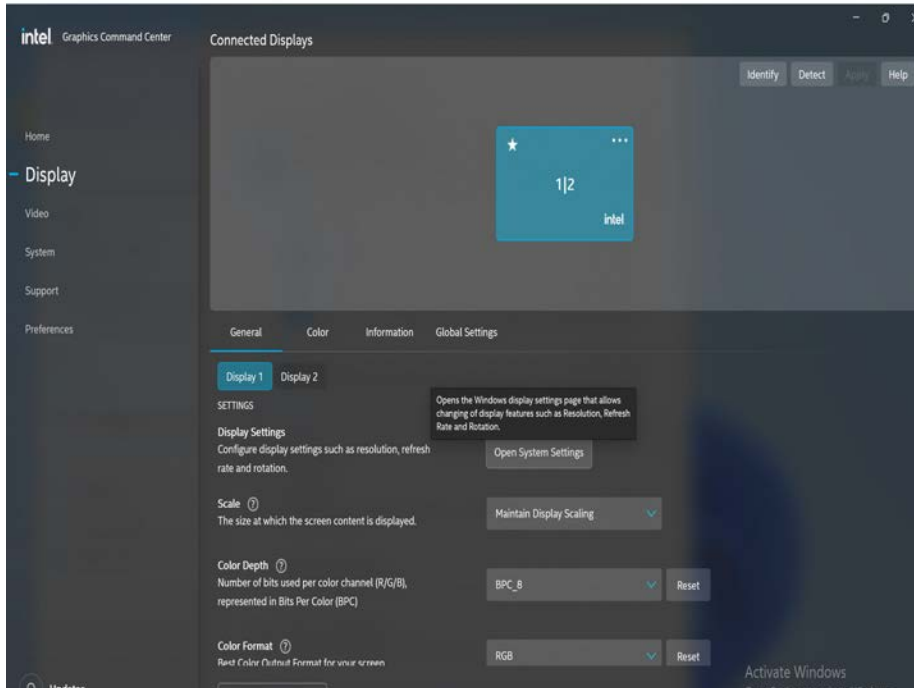 intel Graphics Command Center
Connected Displays
Identify Detect Apply Help
Home
Display
Video
System
Support
Preferences
1|2
intel
General Color Information Global Settings
Display 1 Display 2
Opens the Windows display settings page that allows
changing of display features such as Resolution, Refresh
Rate and Rotation.
SETTINGS
Display Settings
Configure display settings such as resolution, refresh
rate and rotation.
Open System Settings
Scale ?
The size at which the screen content is displayed.
Maintain Display Scaling
Color Depth ?
Number of bits used per color channel (R/G/B),
represented in Bits Per Color (BPC)
BPC_8 Reset
Color Format ?
Best Color Output Format for your screen
RGB Reset
Updates
Activate Windows